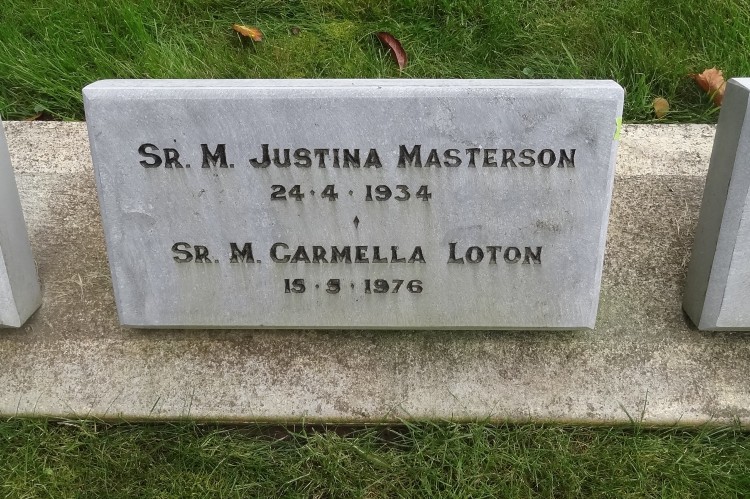 SR. M. JUSTINA MASTERSON
24·4·1934
SR. M. CARMELLA LOTON
15·5·1976